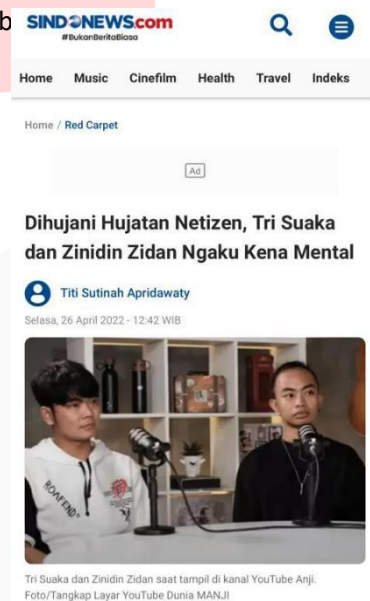 b
SINDONEWS.com
#BukanBeritaBiasa
Home Music Cinefilm Health Travel Indeks
Home / Red Carpet
Ad
Dihujani Hujatan Netizen, Tri Suaka
dan Zinidin Zidan Ngaku Kena Mental
Titi Sutinah Apridawaty
Selasa, 26 April 2022 - 12:42 WIB
ROAFEND.
Tri Suaka dan Zinidin Zidan saat tampil di kanal YouTube Anji.
Foto/Tangkap Layar YouTube Dunia MANJI